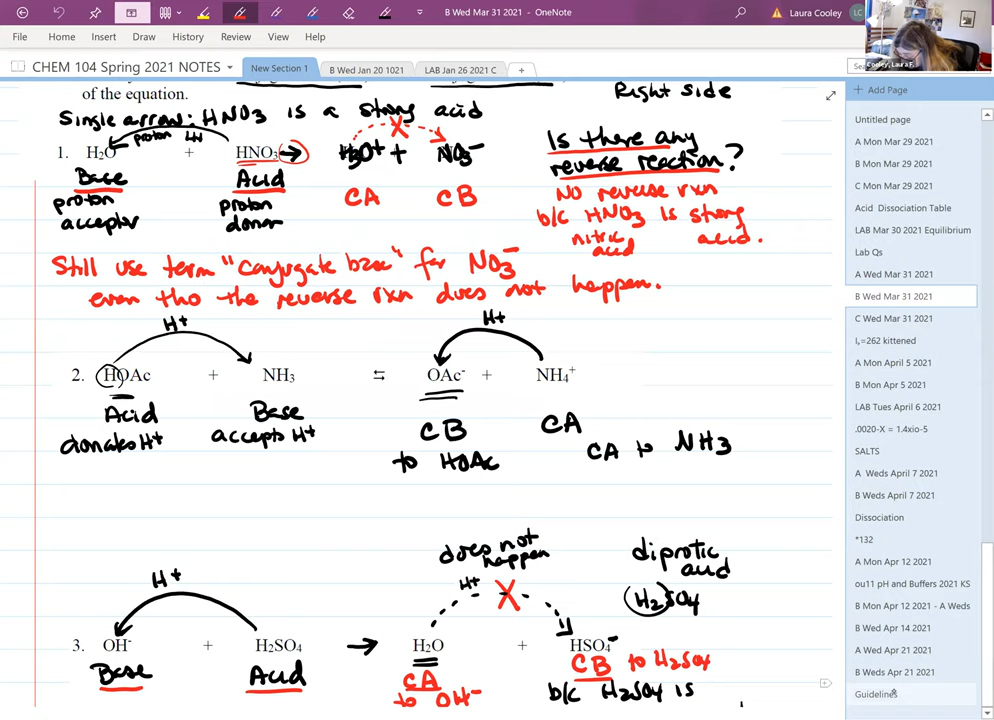 B Wed Mar 31 2021 - OneNote
Laura Cooley
LC
File Home Insert Draw History Review View Help
Cooley, Laura F.
CHEM 104 Spring 2021 NOTES
New Section 1
B Wed Jan 20 1021
LAB Jan 26 2021 C
of the equation.
Right side
Single arrow: HNO3 is a strong acid
proton H+
1. H2O + HNO3 → H3O+ + NO3-
Base Acid CA CB
proton acceptor
proton donor
Is there any
reverse reaction?
No reverse rxn
b/c HNO3 is strong
nitric acid acid.
Still use term "conjugate base" for NO3-
even tho the reverse rxn does not happen.
H+ H+
2. HOAc + NH3 ⇆ OAc- + NH4+
Acid Base CB CA
donates H+ accepts H+ to HOAc CA to NH3
does not happen
diprotic acid
H+ H+ X H2SO4
3. OH- + H2SO4 → H2O + HSO4-
Base Acid CA CB to H2SO4
to OH- b/c H2SO4 is
Add Page
Untitled page
A Mon Mar 29 2021
B Mon Mar 29 2021
C Mon Mar 29 2021
Acid Dissociation Table
LAB Mar 30 2021 Equilibrium
Lab Qs
A Wed Mar 31 2021
B Wed Mar 31 2021
C Wed Mar 31 2021
I,=262 kittened
A Mon April 5 2021
B Mon Apr 5 2021
LAB Tues April 6 2021
.0020-X = 1.4xio-5
SALTS
A Weds April 7 2021
B Weds April 7 2021
Dissociation
*132
A Mon Apr 12 2021
ou11 pH and Buffers 2021 KS
B Mon Apr 12 2021 - A Weds
B Wed Apr 14 2021
A Wed Apr 21 2021
B Weds Apr 21 2021
Guidelines